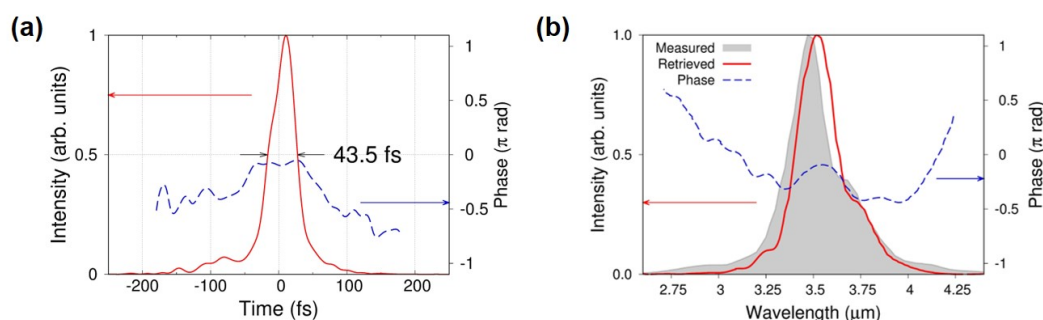 (a)
Intensity (arb. units)
1
0.5
0
-200
-100
0
100
200
Time (fs)
43.5 fs
1
0.5
0
-0.5
-1
Phase (π rad)
(b)
Intensity (arb. units)
1.0
0.5
0.0
Measured
Retrieved
Phase
2.75
3
3.25
3.5
3.75
4
4.25
Wavelength (μm)
1
0.5
0
-0.5
-1
Phase (π rad)